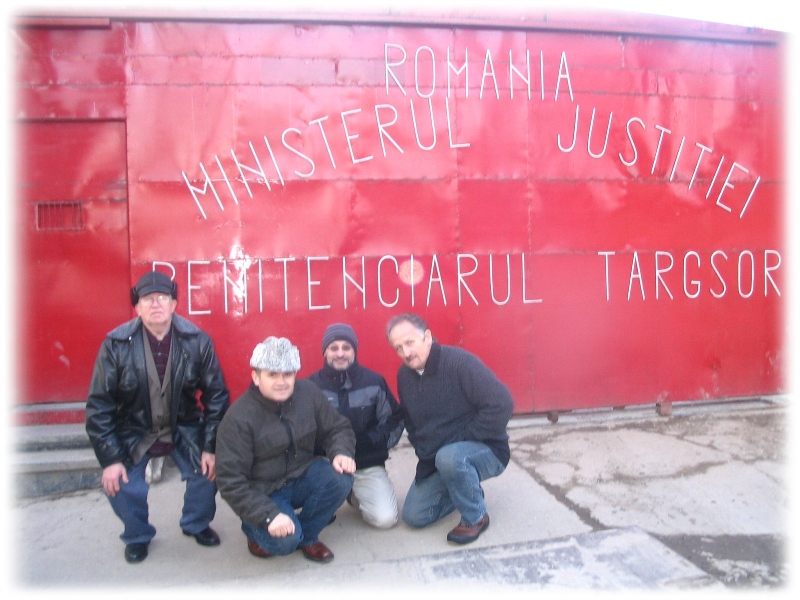 ROMANIA
MINISTERUL JUSTITIEI
PENITENCIARUL TARGSOR